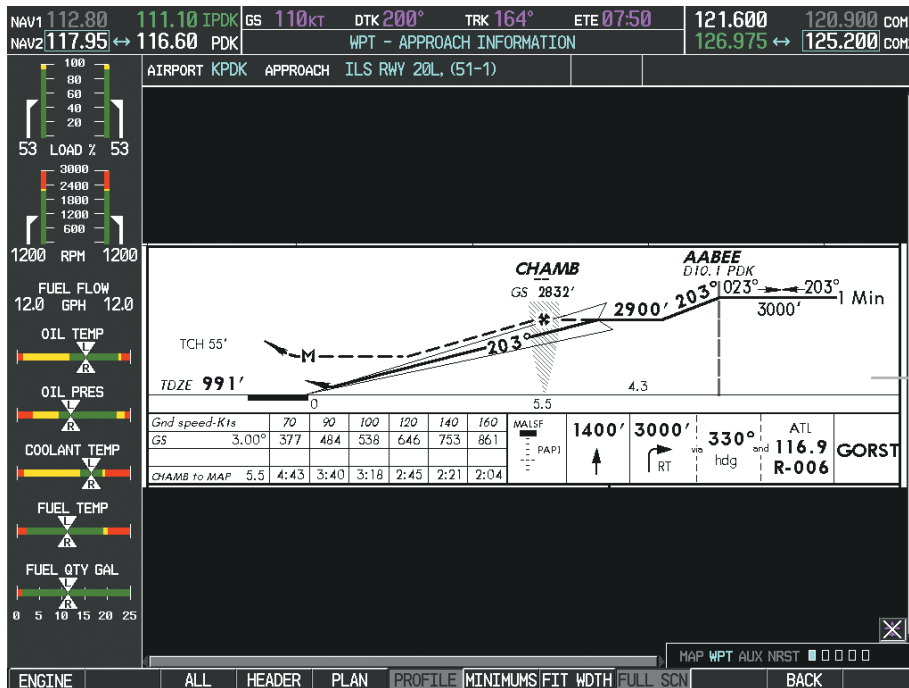 NAV1 112.80 111.10 IPDK GS 110KT DTK 200° TRK 164° ETE 07:50 121.600 120.900 COM
NAV2 117.95 ↔ 116.60 PDK WPT - APPROACH INFORMATION 126.975 ↔ 125.200 COM
AIRPORT KPDK APPROACH ILS RWY 20L, (51-1)
100
80
60
40
20
53 LOAD % 53
3000
2400
1800
1200
600
1200 RPM 1200
FUEL FLOW
12.0 GPH 12.0
OIL TEMP
L
R
OIL PRES
L
R
COOLANT TEMP
L
R
FUEL TEMP
L
R
FUEL QTY GAL
L
R
0 5 10 15 20 25
CHAMB
GS 2832'
AABEE
D10.1 PDK
2900' 203° 023° 203°
3000' 1 Min
TCH 55'
M
203°
TDZE 991'
0 5.5 4.3
Gnd speed-Kts 70 90 100 120 140 160
GS 3.00° 377 484 538 646 753 861
CHAMB to MAP 5.5 4:43 3:40 3:18 2:45 2:21 2:04
MALSF
PAPI
1400'
3000'
RT
via
330°
hdg
and
ATL
116.9
R-006
GORST
MAP WPT AUX NRST
ENGINE ALL HEADER PLAN PROFILE MINIMUMS FIT WDTH FULL SCN BACK